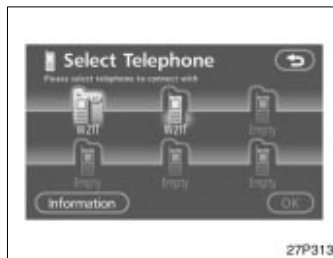 Select Telephone
Please select telephone to connect with
W21T W21T Empty
Empty Empty Empty
Information OK
27P313